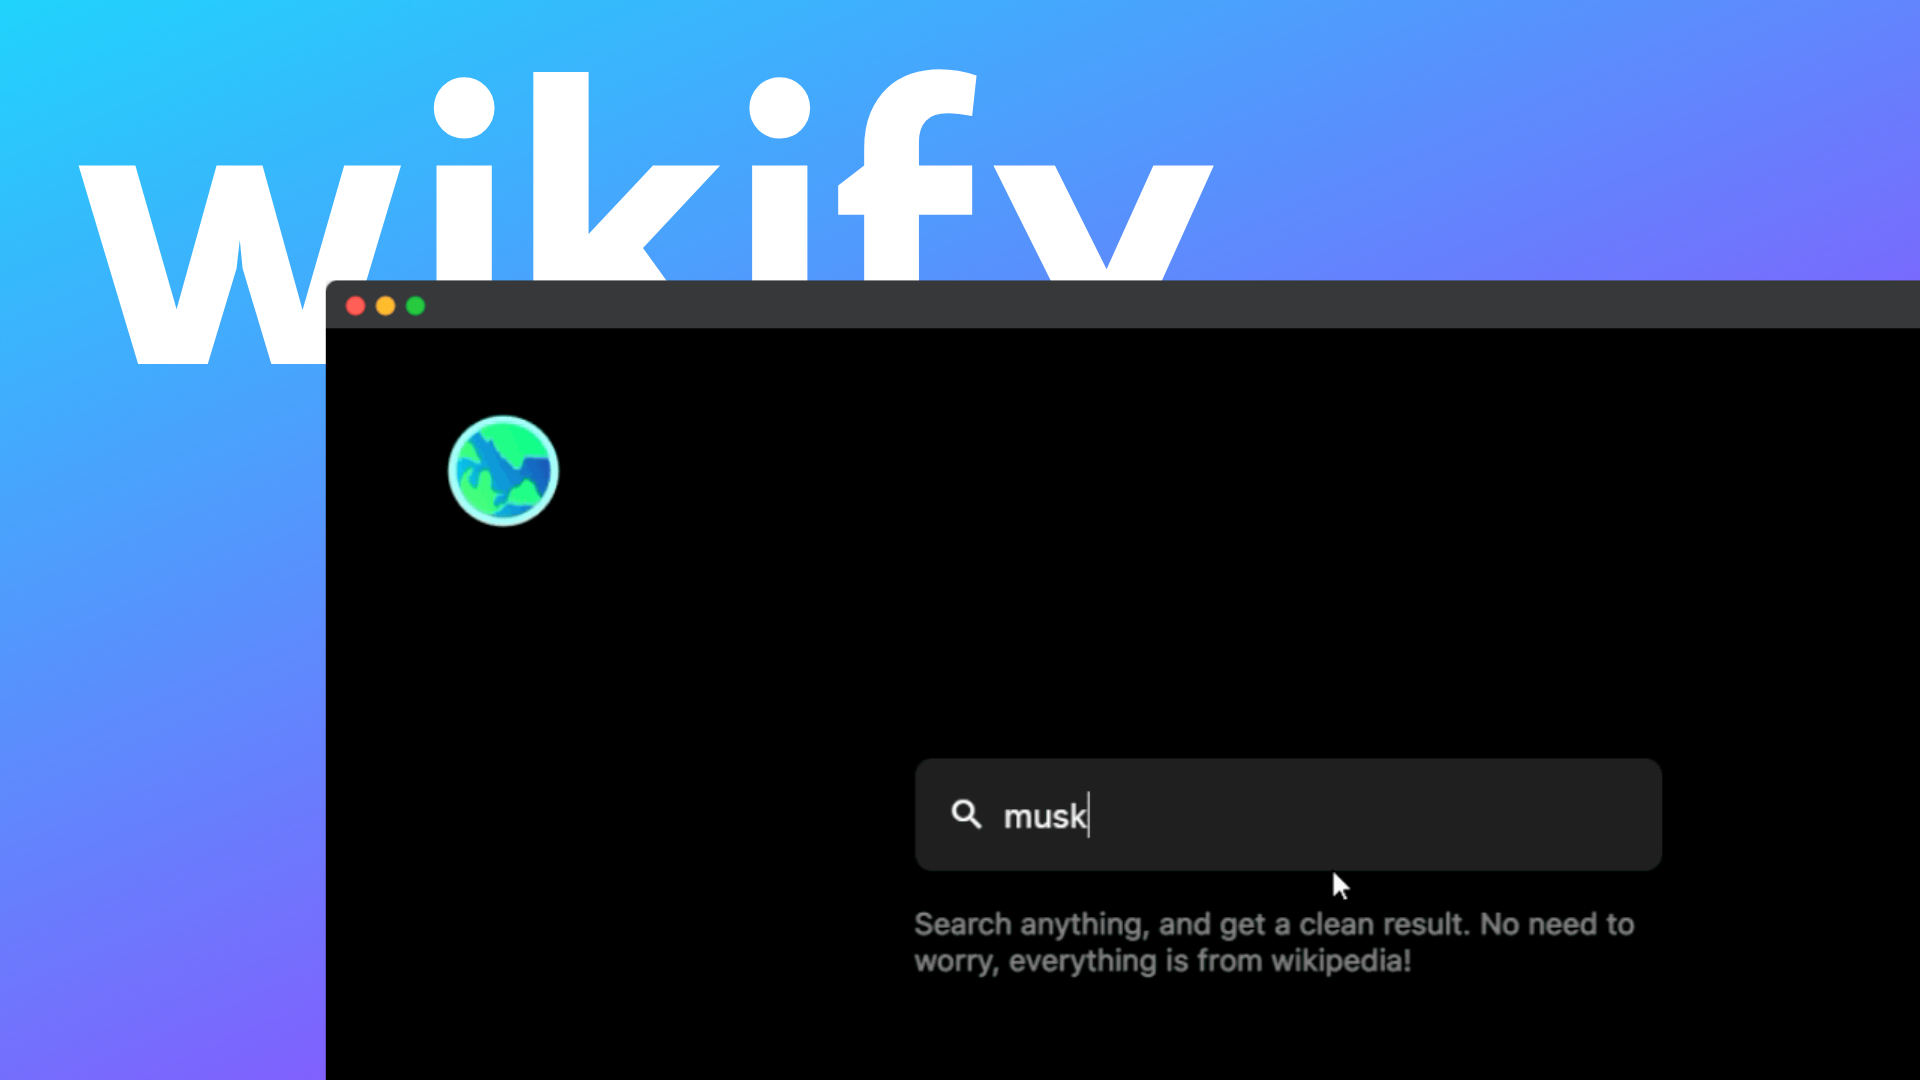 wikify
musk
Search anything, and get a clean result. No need to
worry, everything is from wikipedia!